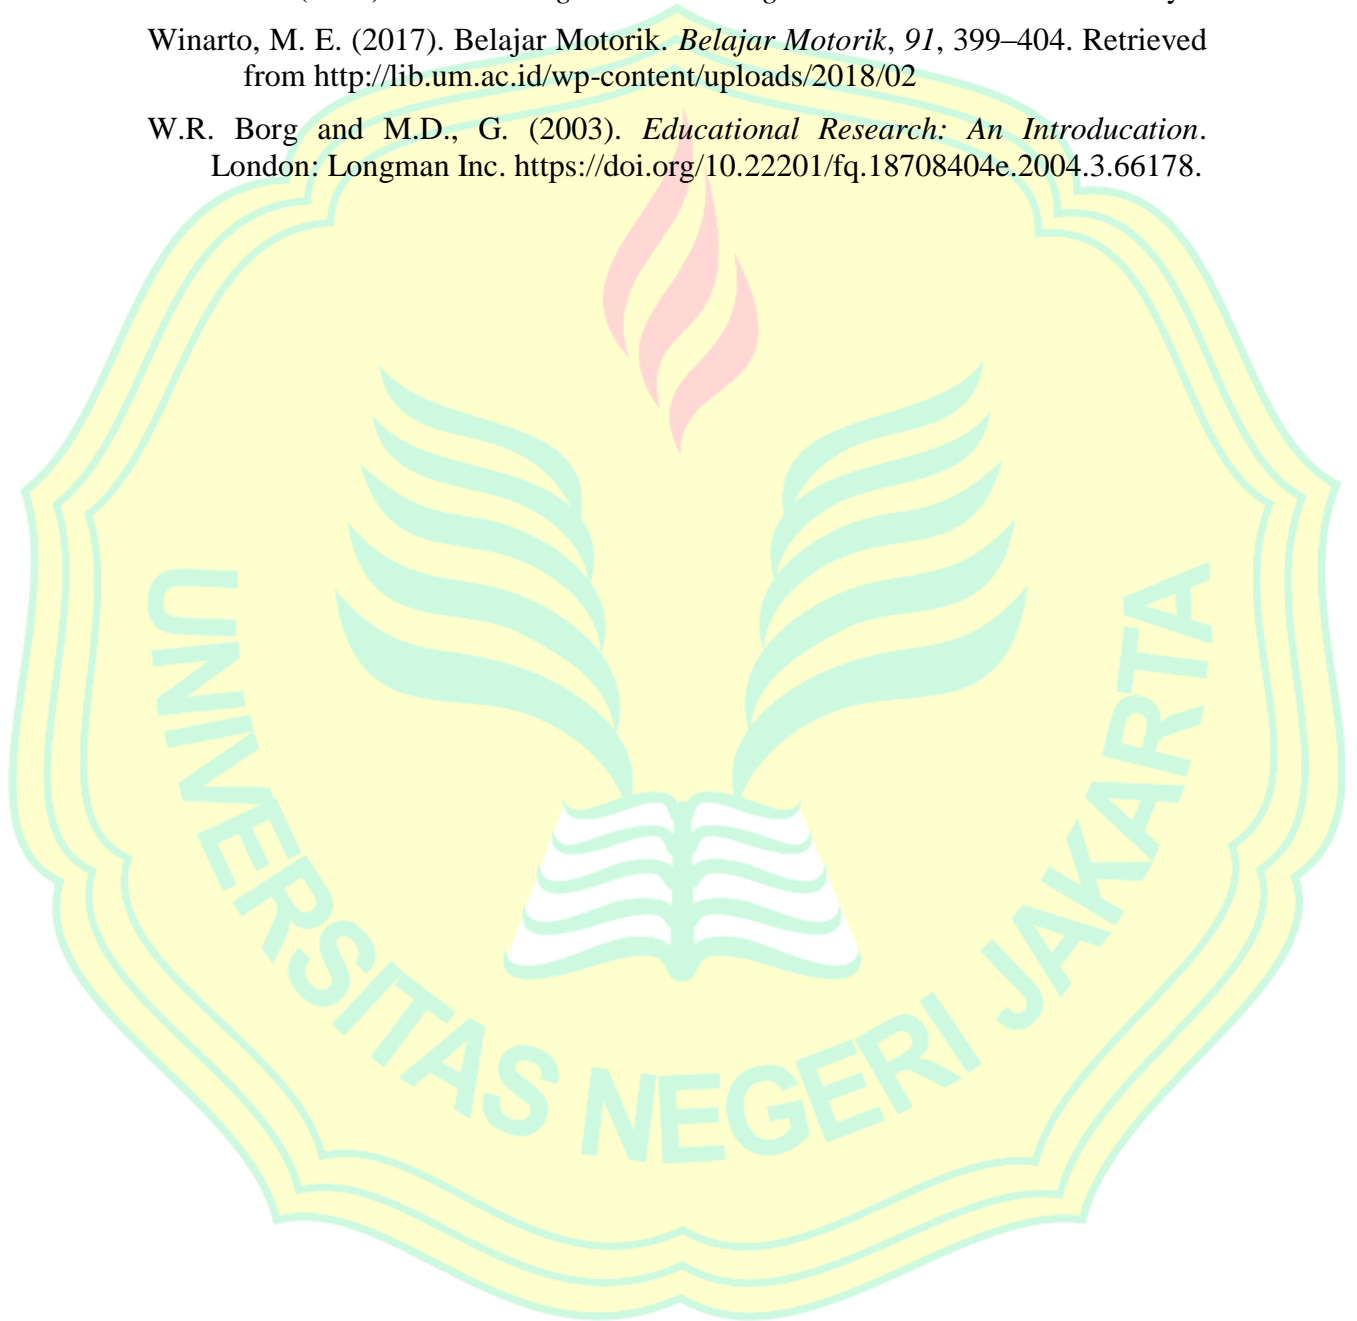 Winarto, M. E. (2017). Belajar Motorik. Belajar Motorik, 91, 399–404. Retrieved
from http://lib.um.ac.id/wp-content/uploads/2018/02
W.R. Borg and M.D., G. (2003). Educational Research: An Introducation.
London: Longman Inc. https://doi.org/10.22201/fq.18708404e.2004.3.66178.
UNIVERSITAS NEGERI JAKARTA